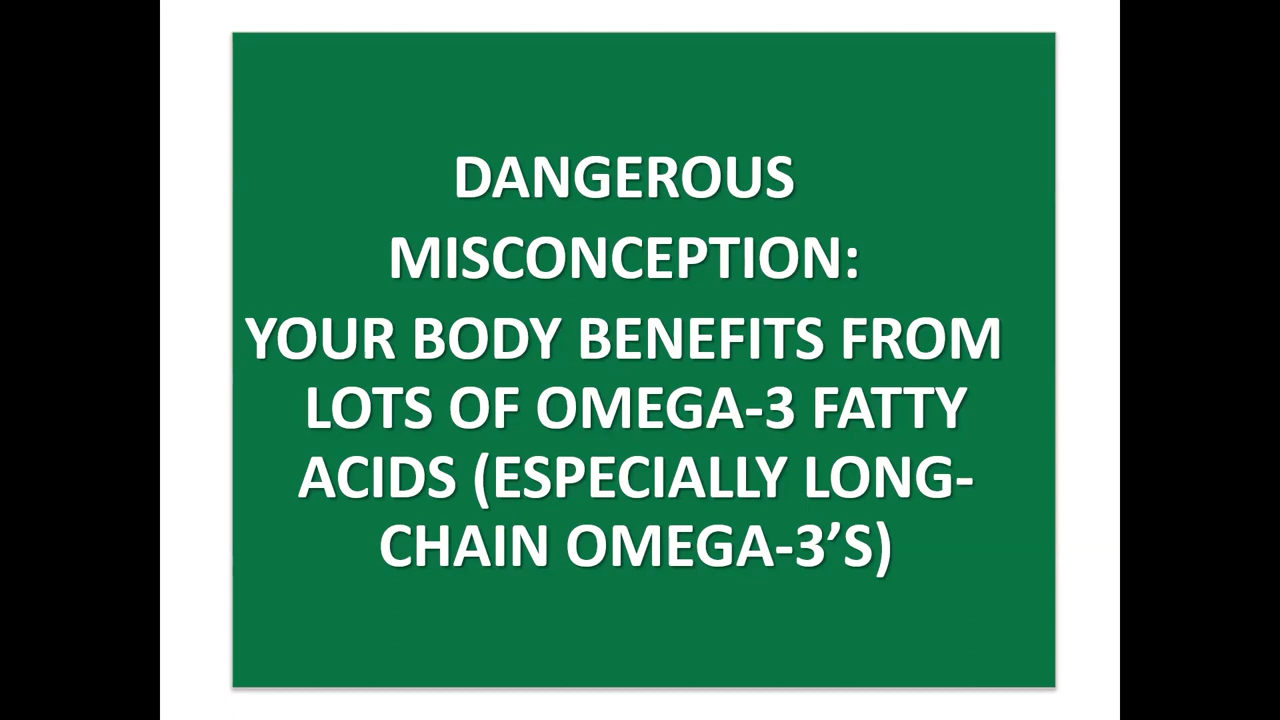 DANGEROUS
MISCONCEPTION:
YOUR BODY BENEFITS FROM
LOTS OF OMEGA-3 FATTY
ACIDS (ESPECIALLY LONG-
CHAIN OMEGA-3’S)